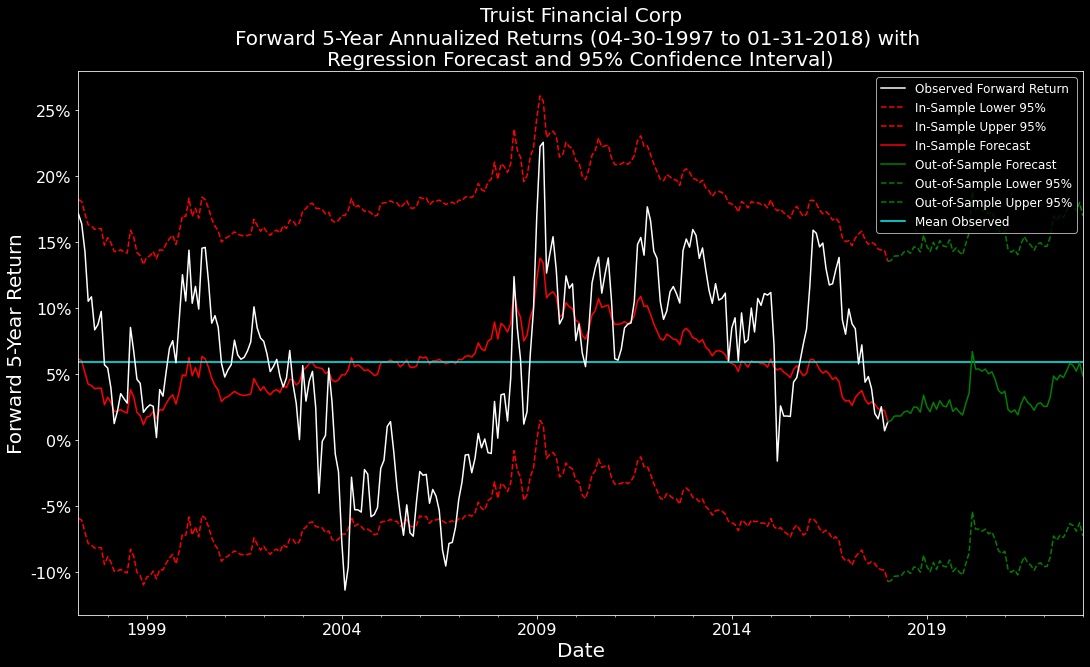 Truist Financial Corp
Forward 5-Year Annualized Returns (04-30-1997 to 01-31-2018) with
Regression Forecast and 95% Confidence Interval)
Observed Forward Return
In-Sample Lower 95%
In-Sample Upper 95%
In-Sample Forecast
Out-of-Sample Forecast
Out-of-Sample Lower 95%
Out-of-Sample Upper 95%
Mean Observed
Forward 5-Year Return
25%
20%
15%
10%
5%
0%
-5%
-10%
1999
2004
2009
2014
2019
Date